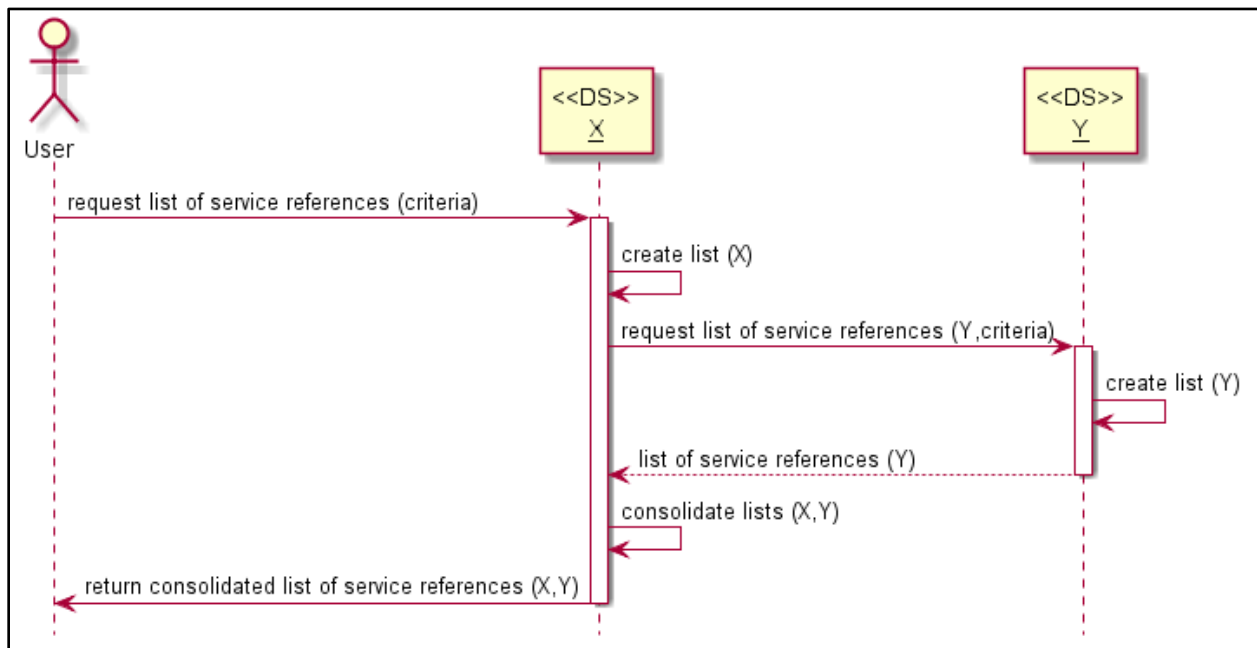 <<DS>>
<<DS>>
X
Y
User
request list of service references (criteria)
create list (X)
request list of service references (Y,criteria)
create list (Y)
list of service references (Y)
consolidate lists (X,Y)
return consolidated list of service references (X,Y)